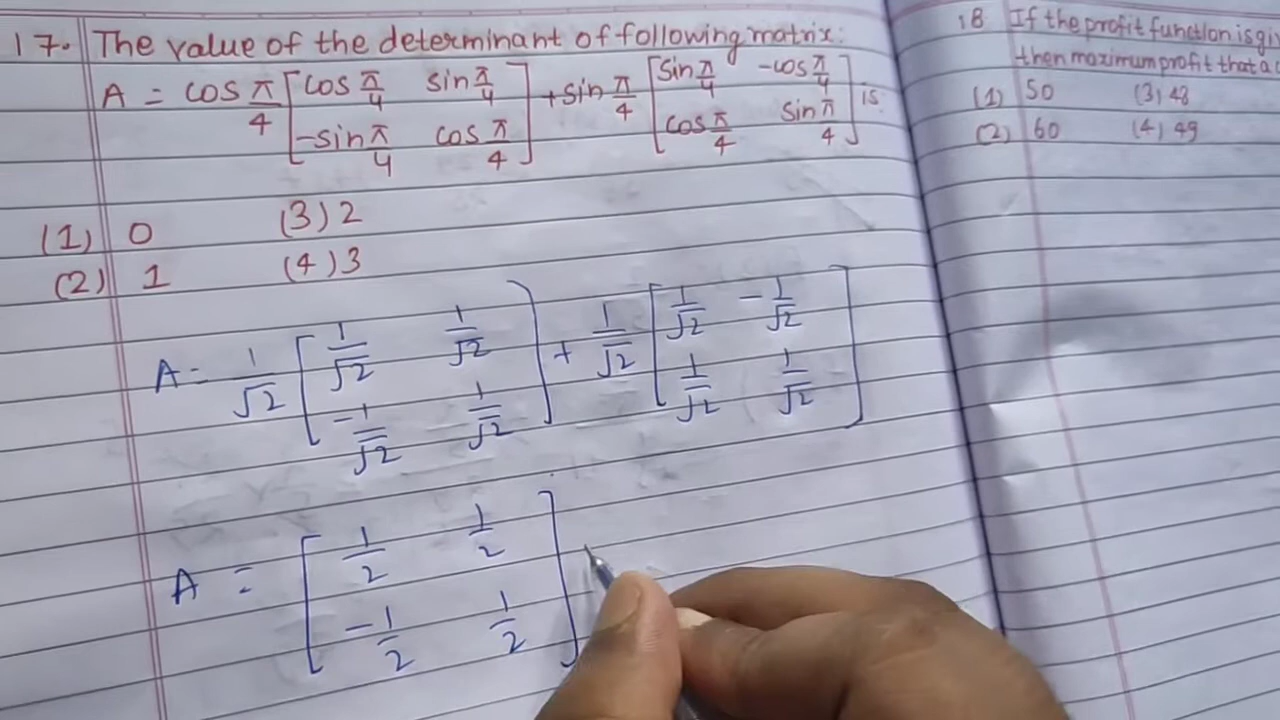 17. The value of the determinant of following matrix:
A = cos π/4 [cos π/4 sin π/4] + sin π/4 [sin π/4 -cos π/4] is
[-sin π/4 cos π/4] [cos π/4 sin π/4]
(1) 0 (3) 2
(2) 1 (4) 3
A = 1/√2 [1/√2 1/√2] + 1/√2 [1/√2 -1/√2]
[-1/√2 1/√2] [1/√2 1/√2]
A = [1/2 1/2]
[-1/2 1/2]
18 If the profit function is
then maximum profit that a
(1) 50 (3) 48
(2) 60 (4) 49